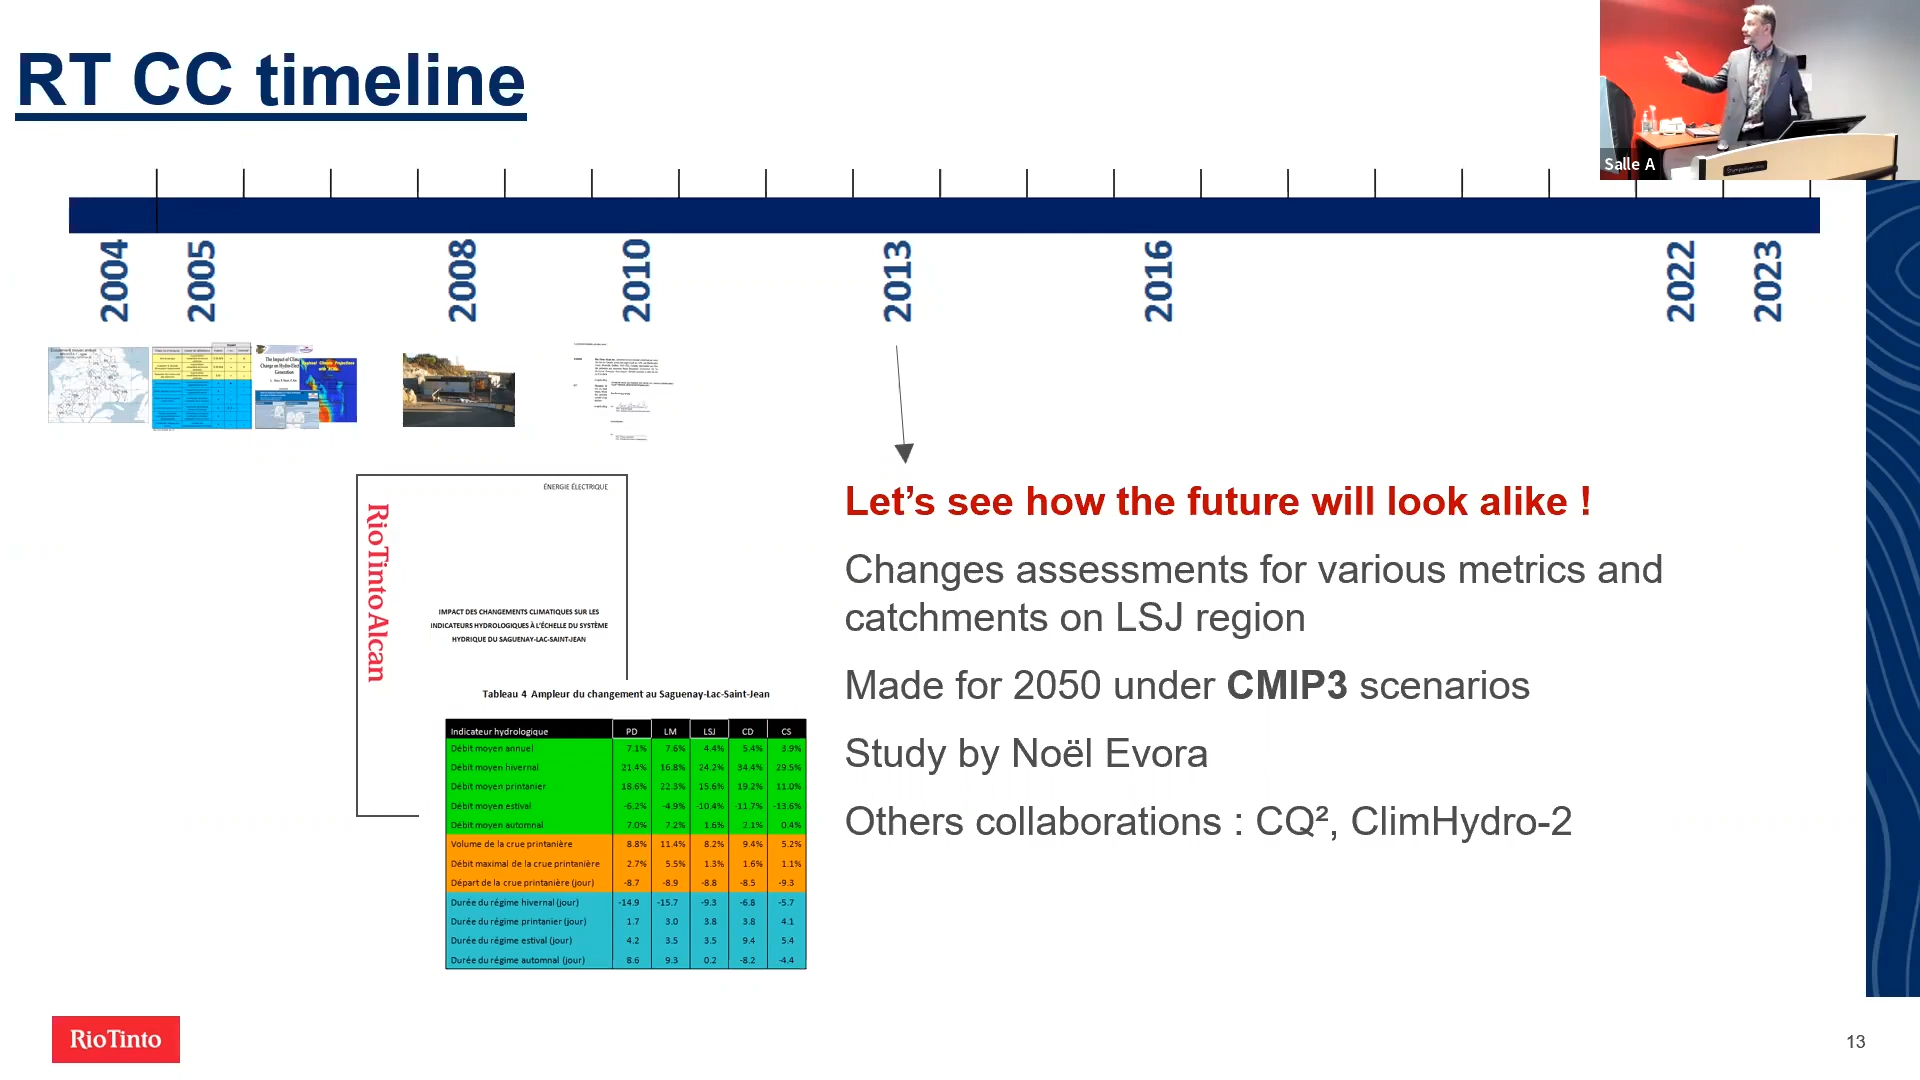 RT CC timeline
Salle A
2004 2005 2008 2010 2013 2016 2022 2023
The Impact of Climate
Change on Hydro-Electric
Generation
Let’s see how the future will look alike !
Changes assessments for various metrics and
catchments on LSJ region
Made for 2050 under CMIP3 scenarios
Study by Noël Evora
Others collaborations : CQ², ClimHydro-2
ÉNERGIE ÉLECTRIQUE
RioTintoAlcan
IMPACT DES CHANGEMENTS CLIMATIQUES SUR LES
INDICATEURS HYDROLOGIQUES À L'ÉCHELLE DU SYSTÈME
HYDRIQUE DU SAGUENAY-LAC-SAINT-JEAN
Tableau 4 Ampleur du changement au Saguenay-Lac-Saint-Jean
Indicateur hydrologique PD LM LSJ CD CS
Débit moyen annuel 7.1% 7.6% 4.4% 5.4% 3.9%
Débit moyen hivernal 21.4% 16.8% 24.2% 34.4% 29.5%
Débit moyen printanier 18.6% 22.3% 15.6% 19.2% 11.0%
Débit moyen estival -6.2% -4.9% -10.4% -11.7% -13.6%
Débit moyen automnal 7.0% 7.2% 1.6% 2.1% 0.4%
Volume de la crue printanière 8.8% 11.4% 8.2% 9.4% 5.2%
Débit maximal de la crue printanière 2.7% 5.5% 1.3% 1.6% 1.1%
Départ de la crue printanière (jour) -8.7 -8.9 -8.8 -8.5 -9.3
Durée du régime hivernal (jour) -14.9 -15.7 -9.3 -6.8 -5.7
Durée du régime printanier (jour) 1.7 3.0 3.8 3.8 4.1
Durée du régime estival (jour) 4.2 3.5 3.5 9.4 5.4
Durée du régime automnal (jour) 8.6 9.3 0.2 -8.2 -4.4
RioTinto
13